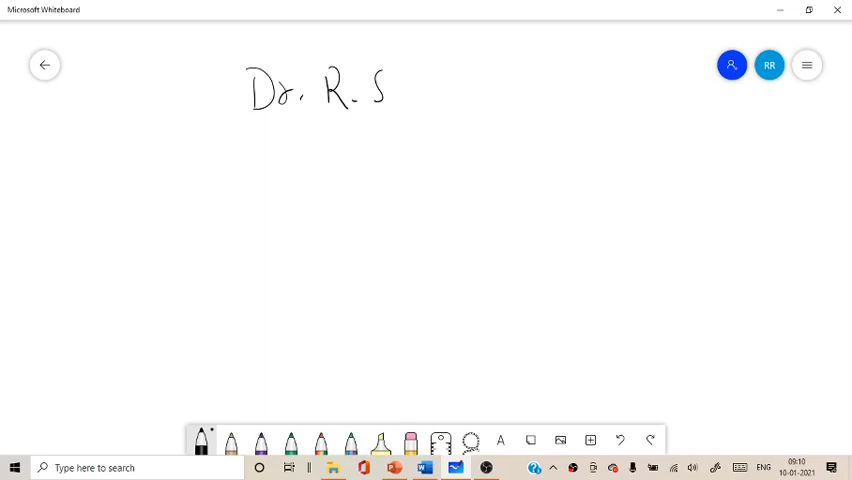 Microsoft Whiteboard
RR
Dr. R. S
A
Type here to search
ENG
09:10
10-01-2021